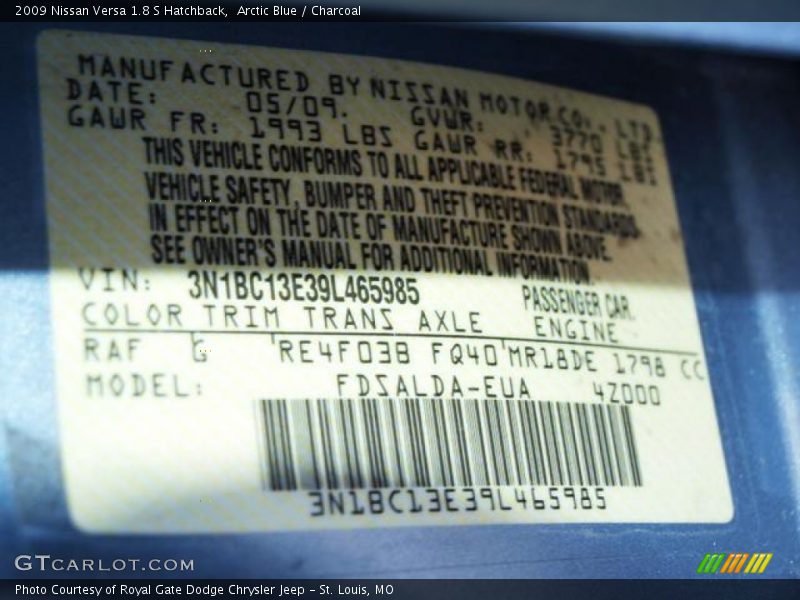 2009 Nissan Versa 1.8 S Hatchback,  Arctic Blue / Charcoal
MANUFACTURED BY NISSAN MOTOR CO., LTD
DATE: 05/09. GVWR: 3770 LBS
GAWR FR: 1993 LBS GAWR RR: 1795 LBS
THIS VEHICLE CONFORMS TO ALL APPLICABLE FEDERAL MOTOR
VEHICLE SAFETY, BUMPER AND THEFT PREVENTION STANDARDS
IN EFFECT ON THE DATE OF MANUFACTURE SHOWN ABOVE.
SEE OWNER'S MANUAL FOR ADDITIONAL INFORMATION.
VIN: 3N1BC13E39L465985 PASSENGER CAR.
COLOR TRIM TRANS AXLE ENGINE
RAF G RE4F03B FQ40 MR18DE 1798 CC
MODEL: FDSALDA-EUA 4Z000
3N1BC13E39L465985
GTCARLOT.COM
Photo Courtesy of Royal Gate Dodge Chrysler Jeep - St. Louis, MO